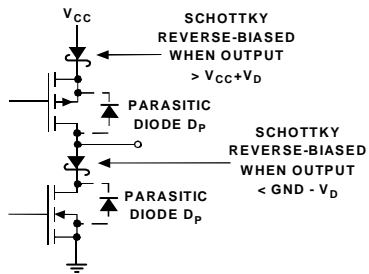 VCC
SCHOTTKY
REVERSE-BIASED
WHEN OUTPUT
> VCC+VD
PARASITIC
DIODE DP
SCHOTTKY
REVERSE-BIASED
WHEN OUTPUT
< GND - VD
PARASITIC
DIODE DP